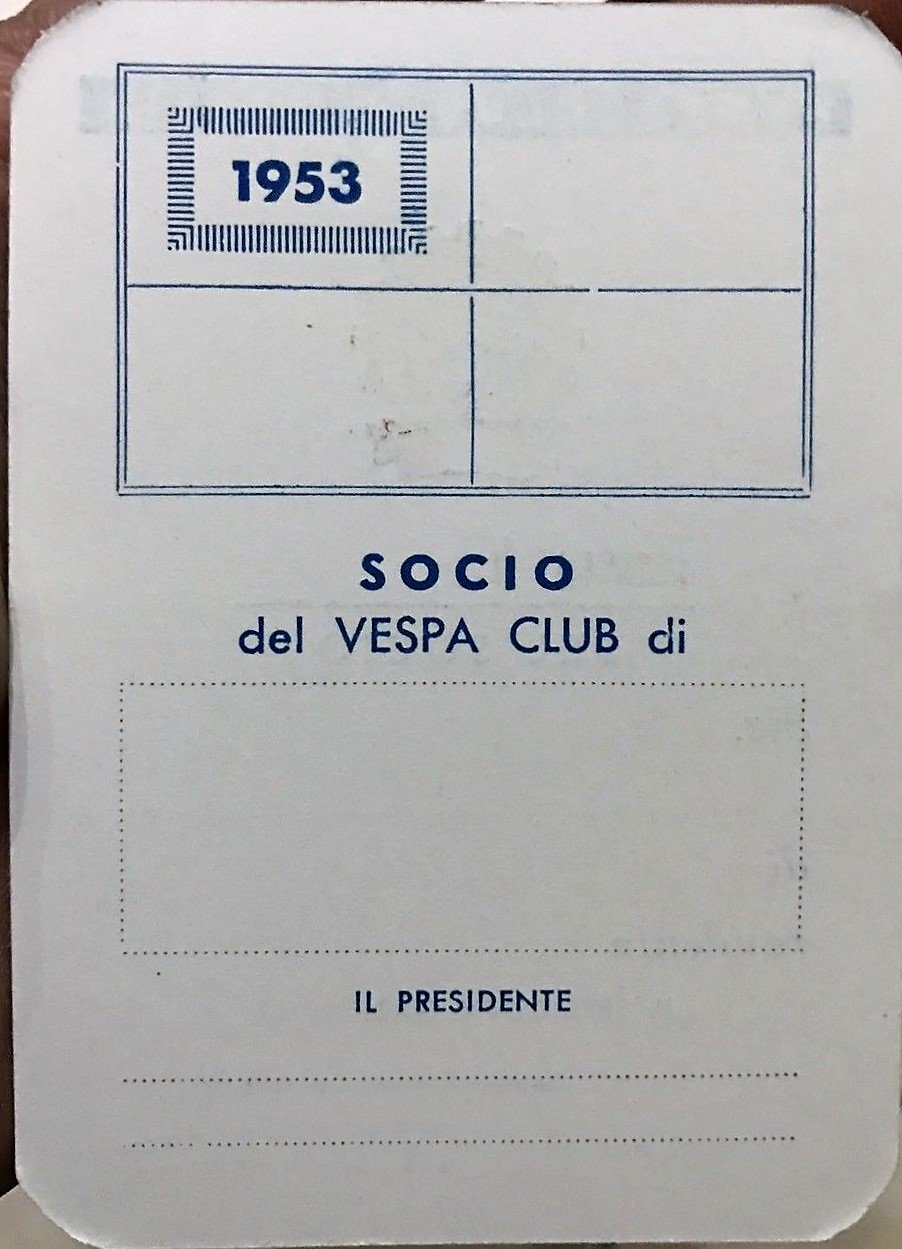 1953
SOCIO
del VESPA CLUB di
IL PRESIDENTE